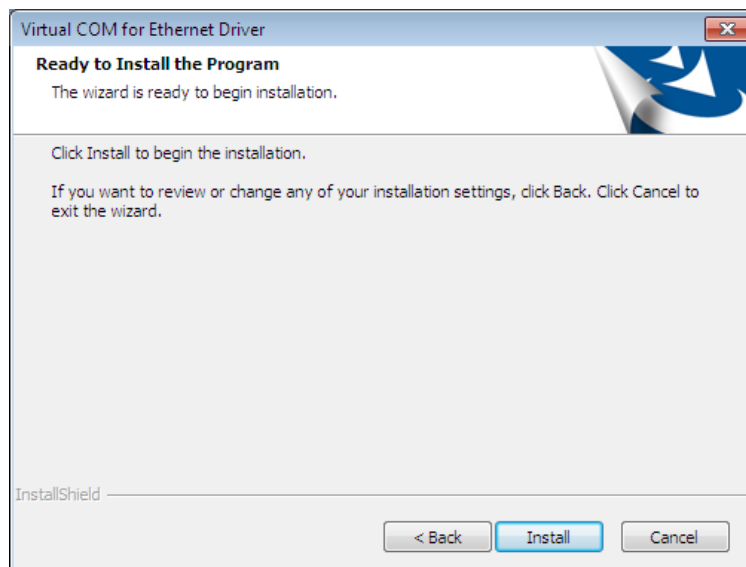 Virtual COM for Ethernet Driver
Ready to Install the Program
The wizard is ready to begin installation.
Click Install to begin the installation.
If you want to review or change any of your installation settings, click Back. Click Cancel to
exit the wizard.
InstallShield
< Back Install Cancel